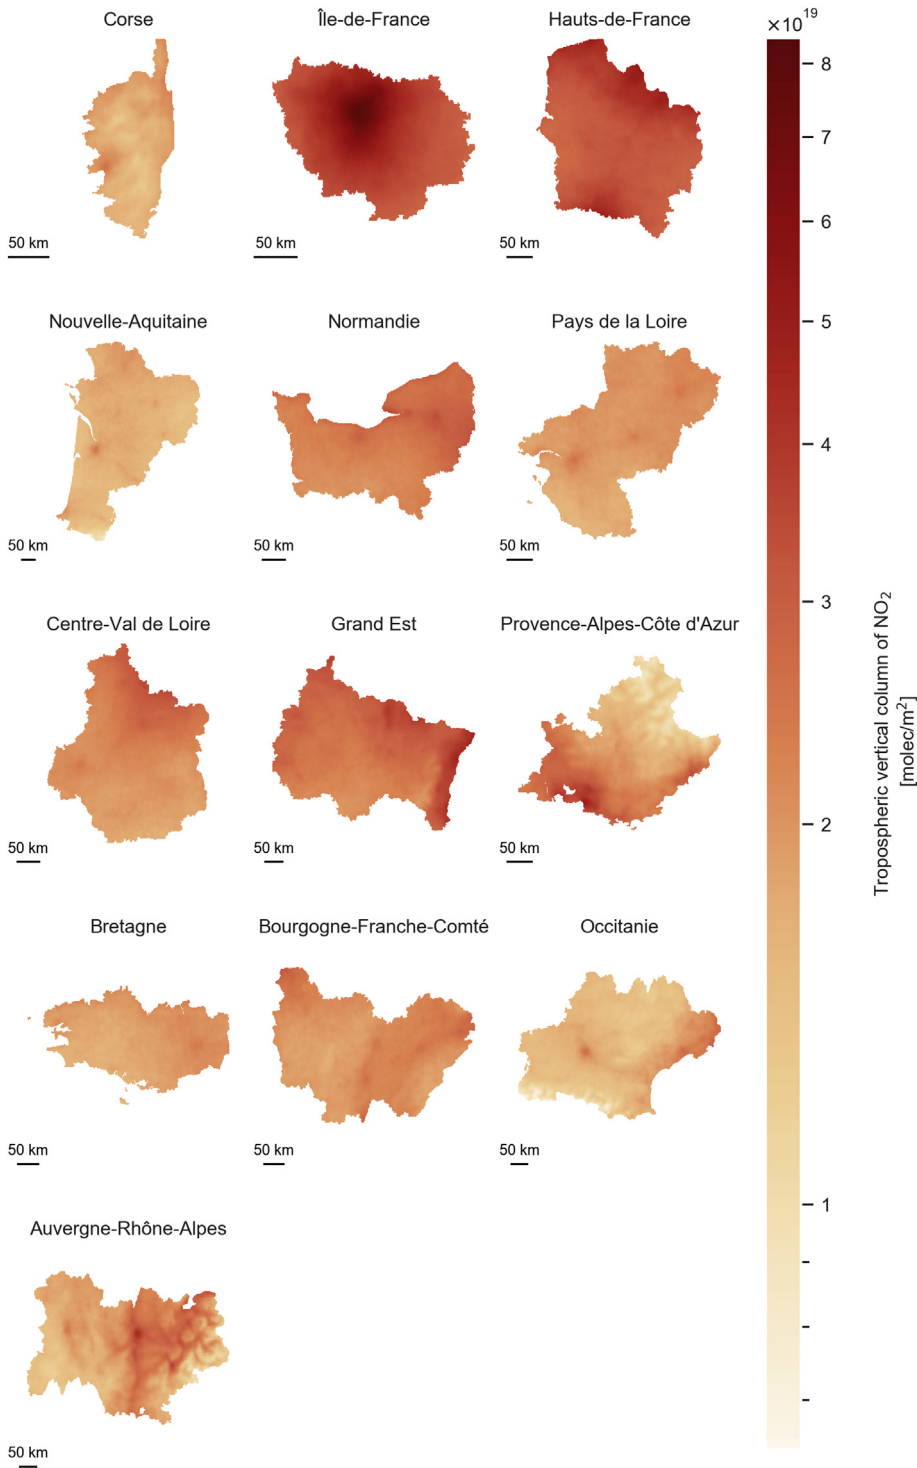 Corse
Île-de-France
Hauts-de-France
×10¹⁹
50 km
50 km
50 km
Nouvelle-Aquitaine
Normandie
Pays de la Loire
50 km
50 km
50 km
Centre-Val de Loire
Grand Est
Provence-Alpes-Côte d'Azur
50 km
50 km
50 km
Bretagne
Bourgogne-Franche-Comté
Occitanie
50 km
50 km
50 km
Auvergne-Rhône-Alpes
50 km
8
7
6
5
4
3
2
1
Tropospheric vertical column of NO₂
[molec/m²]